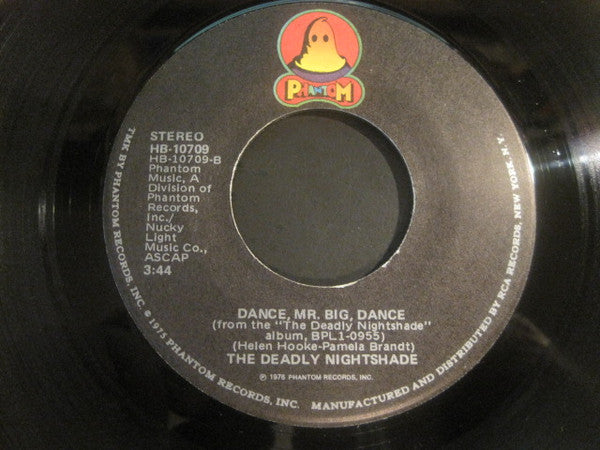 PHANTOM
STEREO
HB-10709
HB-10709-B
Phantom
Music, A
Division of
Phantom
Records,
Inc./
Nucky
Light
Music Co.,
ASCAP
3:44
DANCE, MR. BIG, DANCE
(from the "The Deadly Nightshade"
album, BPL1-0955)
(Helen Hooke-Pamela Brandt)
THE DEADLY NIGHTSHADE
℗ 1975 PHANTOM RECORDS, INC.
TMK BY PHANTOM RECORDS, INC. ● 1975 PHANTOM RECORDS, INC. MANUFACTURED AND DISTRIBUTED BY RCA RECORDS, NEW YORK, N.Y.